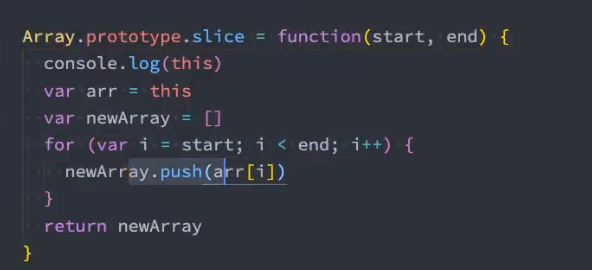 Array.prototype.slice = function(start, end) {
console.log(this)
var arr = this
var newArray = []
for (var i = start; i < end; i++) {
newArray.push(arr[i])
}
return newArray
}